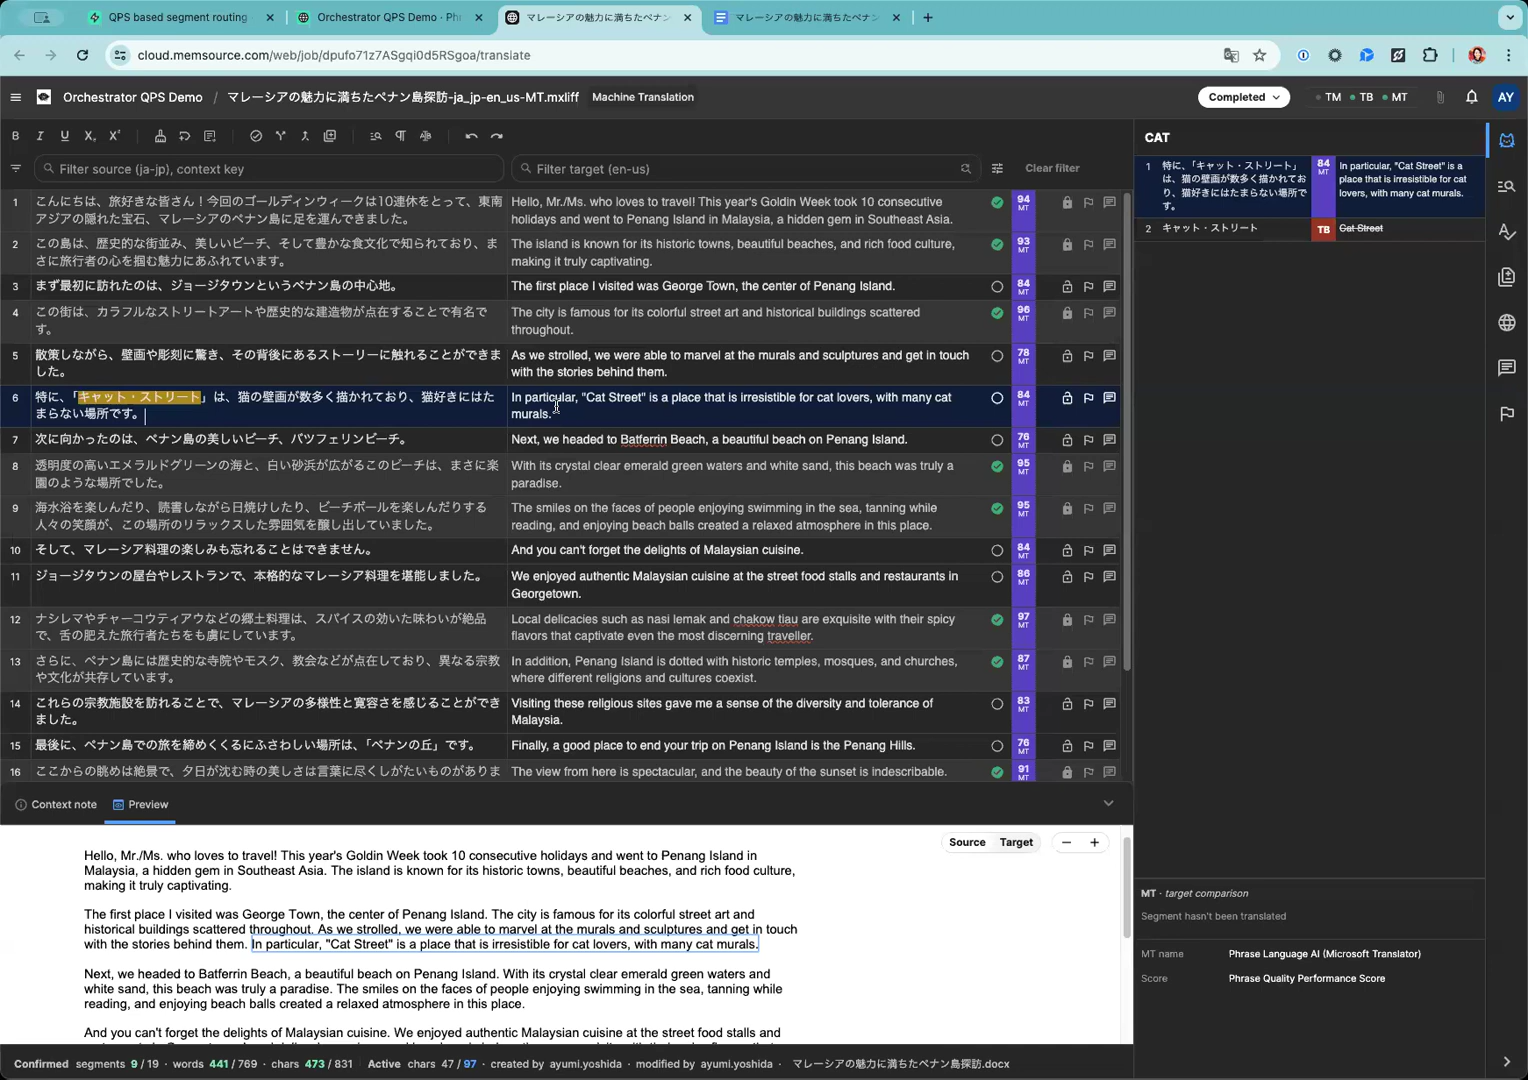 QPS based segment routing
Orchestrator QPS Demo · Ph
マレーシアの魅力に満ちたペナン
マレーシアの魅力に満ちたペナン
cloud.memsource.com/web/job/dpufo71z7ASgqi0d5RSgoa/translate
Orchestrator QPS Demo / マレーシアの魅力に満ちたペナン島探訪-ja_jp-en_us-MT.mxliff Machine Translation
Completed
TM TB MT
AY
B I U X₂ X²
Filter source (ja-jp), context key
Filter target (en-us)
Clear filter
1
こんにちは、旅好きな皆さん！今回のゴールディンウィークは10連休をとって、東南
アジアの隠れた宝石、マレーシアのペナン島に足を運んできました。
Hello, Mr./Ms. who loves to travel! This year's Goldin Week took 10 consecutive
holidays and went to Penang Island in Malaysia, a hidden gem in Southeast Asia.
94
MT
2
この島は、歴史的な街並み、美しいビーチ、そして豊かな食文化で知られており、ま
さに旅行者の心を掴む魅力にあふれています。
The island is known for its historic towns, beautiful beaches, and rich food culture,
making it truly captivating.
93
MT
3
まず最初に訪れたのは、ジョージタウンというペナン島の中心地。
The first place I visited was George Town, the center of Penang Island.
84
MT
4
この街は、カラフルなストリートアートや歴史的な建造物が点在することで有名で
す。
The city is famous for its colorful street art and historical buildings scattered
throughout.
96
MT
5
散策しながら、壁画や彫刻に驚き、その背後にあるストーリーに触れることができま
した。
As we strolled, we were able to marvel at the murals and sculptures and get in touch
with the stories behind them.
78
MT
6
特に、「キャット・ストリート」は、猫の壁画が数多く描かれており、猫好きにはた
まらない場所です。
In particular, "Cat Street" is a place that is irresistible for cat lovers, with many cat
murals.
84
MT
7
次に向かったのは、ペナン島の美しいビーチ、バツフェリンビーチ。
Next, we headed to Batferrin Beach, a beautiful beach on Penang Island.
76
MT
8
透明度の高いエメラルドグリーンの海と、白い砂浜が広がるこのビーチは、まさに楽
園のような場所でした。
With its crystal clear emerald green waters and white sand, this beach was truly a
paradise.
95
MT
9
海水浴を楽しんだり、読書しながら日焼けしたり、ビーチボールを楽しんだりする
人々の笑顔が、この場所のリラックスした雰囲気を醸し出していました。
The smiles on the faces of people enjoying swimming in the sea, tanning while
reading, and enjoying beach balls created a relaxed atmosphere in this place.
95
MT
10
そして、マレーシア料理の楽しみも忘れることはできません。
And you can't forget the delights of Malaysian cuisine.
84
MT
11
ジョージタウンの屋台やレストランで、本格的なマレーシア料理を堪能しました。
We enjoyed authentic Malaysian cuisine at the street food stalls and restaurants in
Georgetown.
86
MT
12
ナシレマやチャーコウティアウなどの郷土料理は、スパイスの効いた味わいが絶品
で、舌の肥えた旅行者たちをも虜にしています。
Local delicacies such as nasi lemak and chakow tiau are exquisite with their spicy
flavors that captivate even the most discerning traveller.
97
MT
13
さらに、ペナン島には歴史的な寺院やモスク、教会などが点在しており、異なる宗教
や文化が共存しています。
In addition, Penang Island is dotted with historic temples, mosques, and churches,
where different religions and cultures coexist.
87
MT
14
これらの宗教施設を訪れることで、マレーシアの多様性と寛容さを感じることができ
ました。
Visiting these religious sites gave me a sense of the diversity and tolerance of
Malaysia.
83
MT
15
最後に、ペナン島での旅を締めくくるにふさわしい場所は、「ペナンの丘」です。
Finally, a good place to end your trip on Penang Island is the Penang Hills.
76
MT
16
ここからの眺めは絶景で、夕日が沈む時の美しさは言葉に尽くしがたいものがありま
The view from here is spectacular, and the beauty of the sunset is indescribable.
91
MT
CAT
1
特に、「キャット・ストリート」
は、猫の壁画が数多く描かれてお
り、猫好きにはたまらない場所で
す。
84
MT
In particular, "Cat Street" is a
place that is irresistible for cat
lovers, with many cat murals.
2 キャット・ストリート TB Cat Street
Context note
Preview
Source Target
Hello, Mr./Ms. who loves to travel! This year's Goldin Week took 10 consecutive holidays and went to Penang Island in
Malaysia, a hidden gem in Southeast Asia. The island is known for its historic towns, beautiful beaches, and rich food culture,
making it truly captivating.
The first place I visited was George Town, the center of Penang Island. The city is famous for its colorful street art and
historical buildings scattered throughout. As we strolled, we were able to marvel at the murals and sculptures and get in touch
with the stories behind them. In particular, "Cat Street" is a place that is irresistible for cat lovers, with many cat murals.
Next, we headed to Batferrin Beach, a beautiful beach on Penang Island. With its crystal clear emerald green waters and
white sand, this beach was truly a paradise. The smiles on the faces of people enjoying swimming in the sea, tanning while
reading, and enjoying beach balls created a relaxed atmosphere in this place.
And you can't forget the delights of Malaysian cuisine. We enjoyed authentic Malaysian cuisine at the street food stalls and
MT · target comparison
Segment hasn't been translated
MT name Phrase Language AI (Microsoft Translator)
Score Phrase Quality Performance Score
Confirmed segments 9 / 19 · words 441 / 769 · chars 473 / 831 Active chars 47 / 97 · created by ayumi.yoshida · modified by ayumi.yoshida · マレーシアの魅力に満ちたペナン島探訪.docx